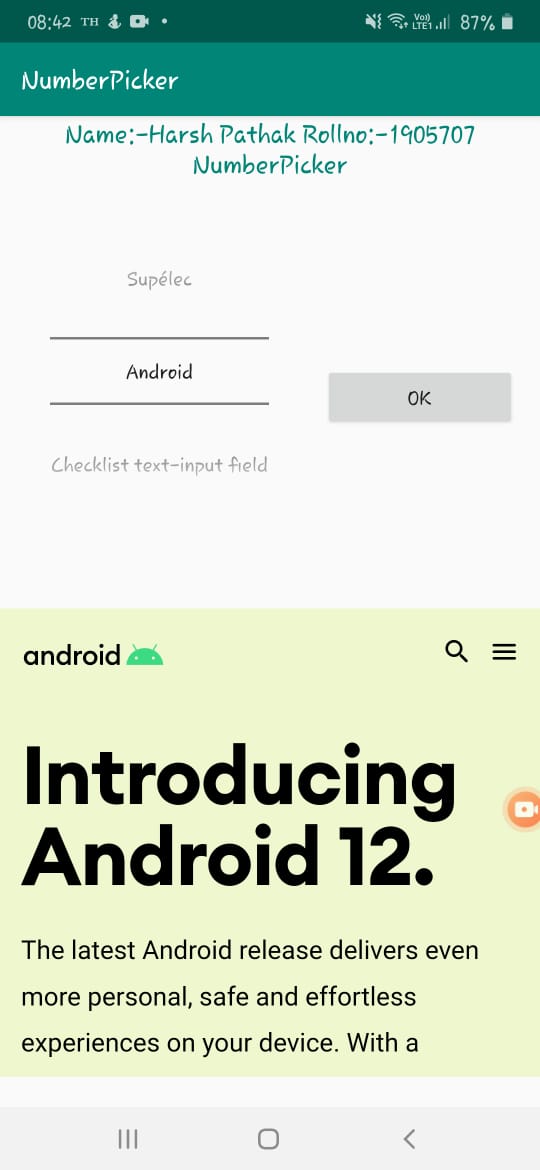 08:42 TH Vo)) LTE1 87%
NumberPicker
Name:-Harsh Pathak Rollno:-1905707
NumberPicker
Supélec
Android
OK
Checklist text-input field
android
Introducing
Android 12.
The latest Android release delivers even
more personal, safe and effortless
experiences on your device. With a